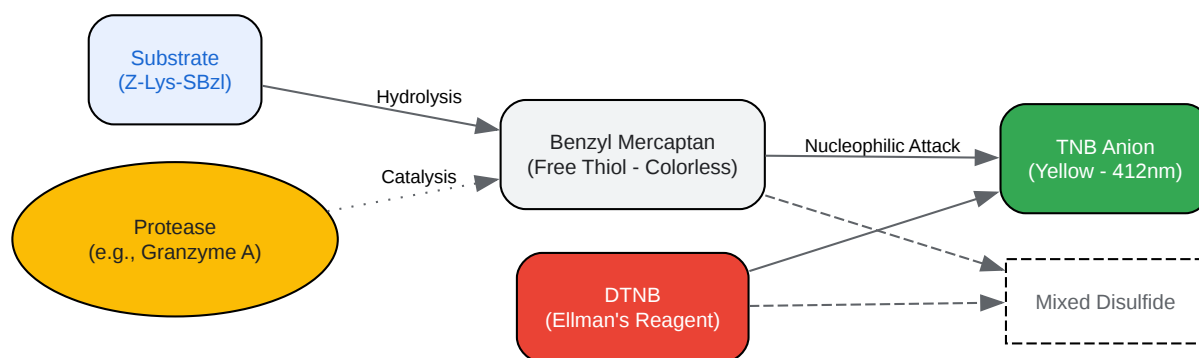 Substrate
(Z-Lys-SBzl)
Hydrolysis
Protease
(e.g., Granzyme A)
Catalysis
Benzyl Mercaptan
(Free Thiol - Colorless)
Nucleophilic Attack
TNB Anion
(Yellow - 412nm)
DTNB
(Ellman's Reagent)
Mixed Disulfide